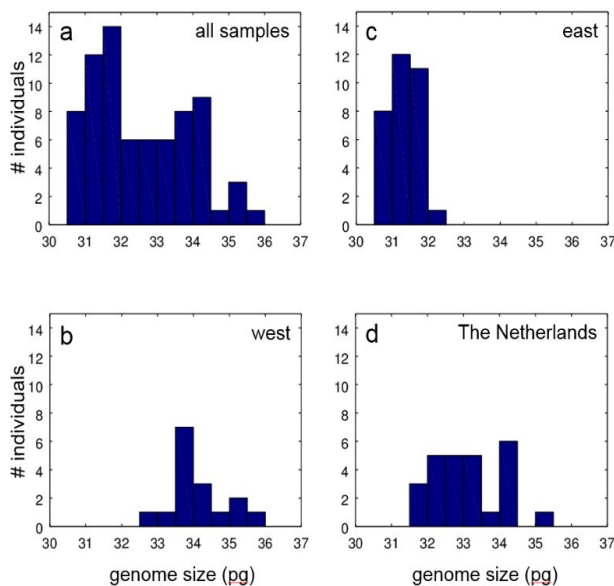 a
all samples
# individuals
14
12
10
8
6
4
2
0
30 31 32 33 34 35 36 37
c
east
14
12
10
8
6
4
2
0
30 31 32 33 34 35 36 37
b
west
# individuals
14
12
10
8
6
4
2
0
30 31 32 33 34 35 36 37
genome size (pg)
d
The Netherlands
14
12
10
8
6
4
2
0
30 31 32 33 34 35 36 37
genome size (pg)